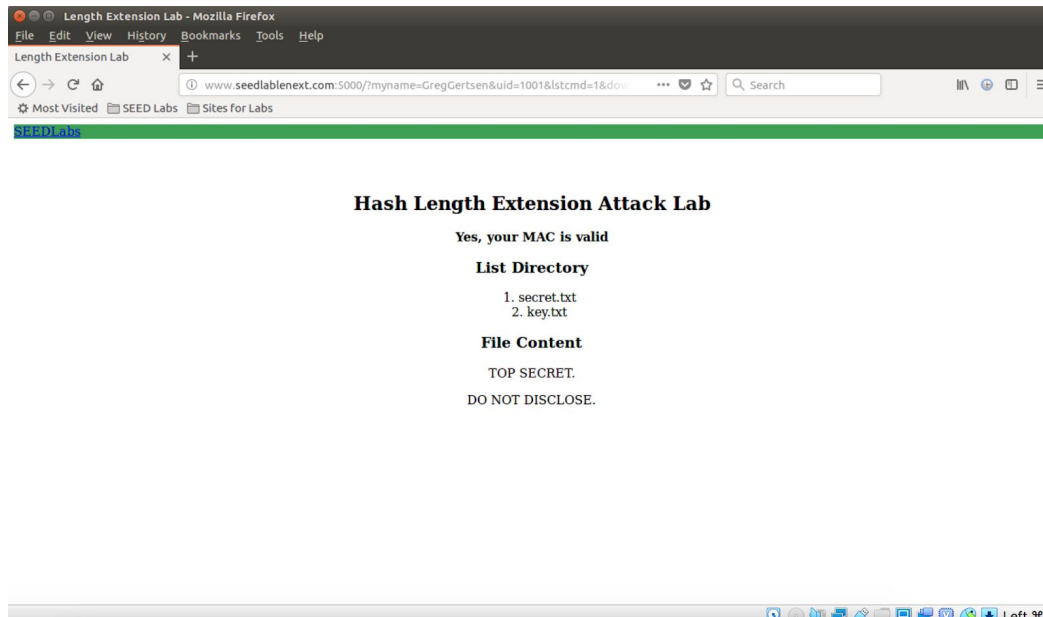 Length Extension Lab - Mozilla Firefox
File Edit View History Bookmarks Tools Help
Length Extension Lab × +
www.seedlablenext.com:5000/?myname=GregGertsen&uid=1001&lstcmd=1&dow ••• Search
Most Visited SEED Labs Sites for Labs
SEEDLabs
Hash Length Extension Attack Lab
Yes, your MAC is valid
List Directory
1. secret.txt
2. key.txt
File Content
TOP SECRET.
DO NOT DISCLOSE.
Left ⌘